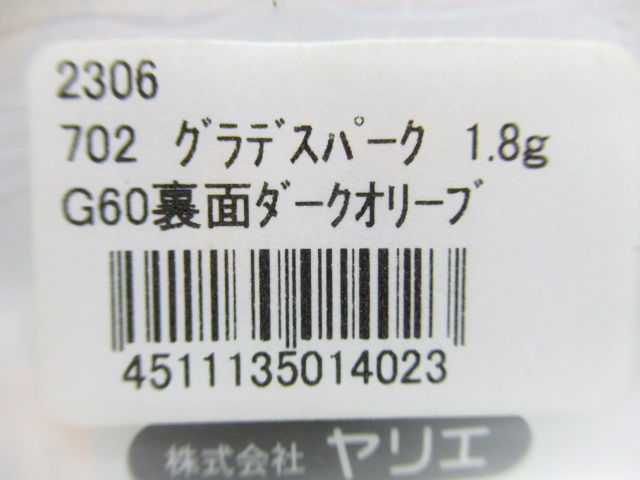 2306
702 グラデスパーク 1.8g
G60裏面ダークオリーブ
4511135014023
株式会社 ヤリエ